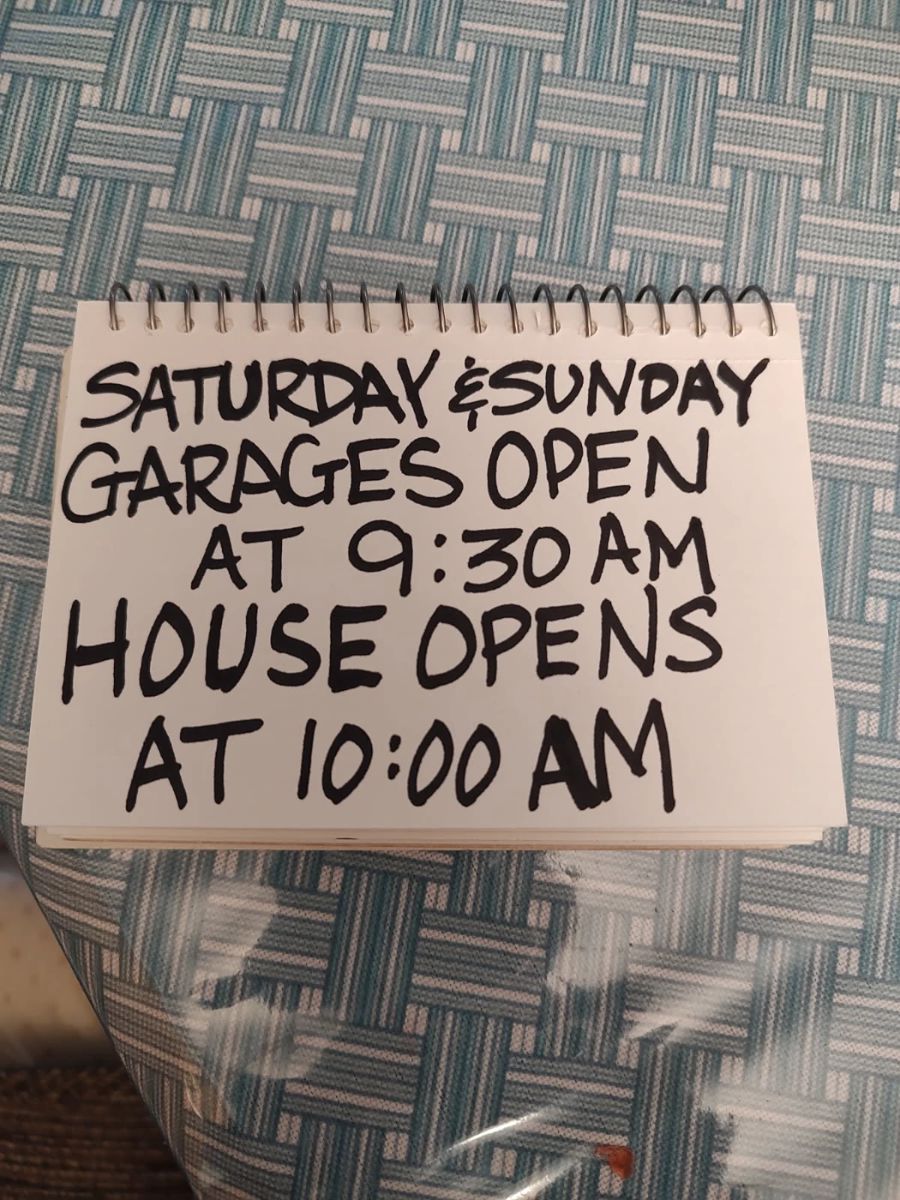 SATURDAY & SUNDAY
GARAGES OPEN
AT 9:30 AM
HOUSE OPENS
AT 10:00 AM